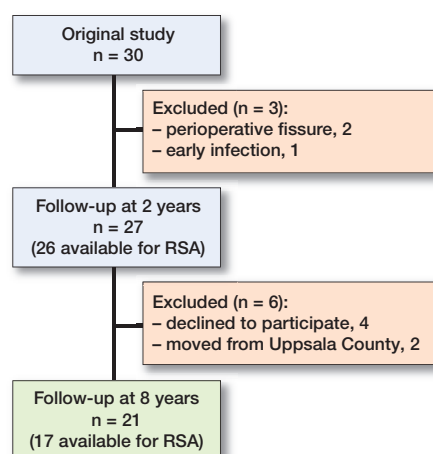 Original study
n = 30
Excluded (n = 3):
– perioperative fissure, 2
– early infection, 1
Follow-up at 2 years
n = 27
(26 available for RSA)
Excluded (n = 6):
– declined to participate, 4
– moved from Uppsala County, 2
Follow-up at 8 years
n = 21
(17 available for RSA)